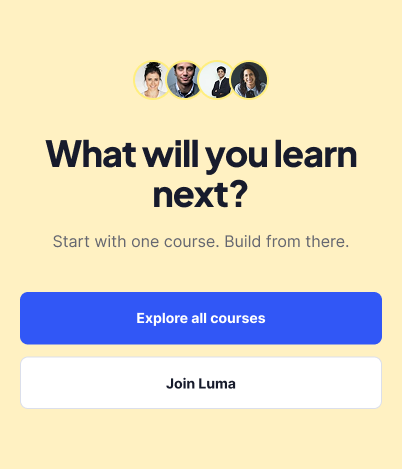 What will you learn
next?
Start with one course. Build from there.
Explore all courses
Join Luma